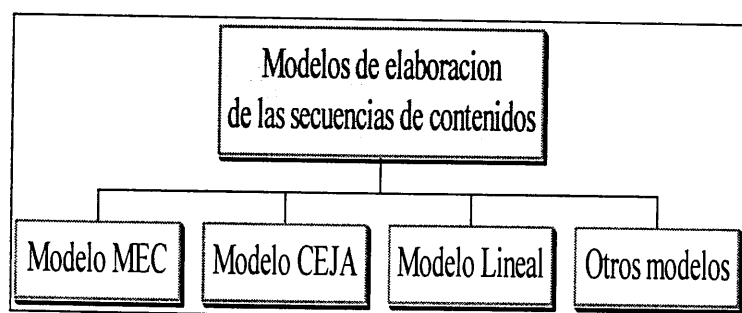 Modelos de elaboracion
de las secuencias de contenidos
Modelo MEC
Modelo CEJA
Modelo Lineal
Otros modelos